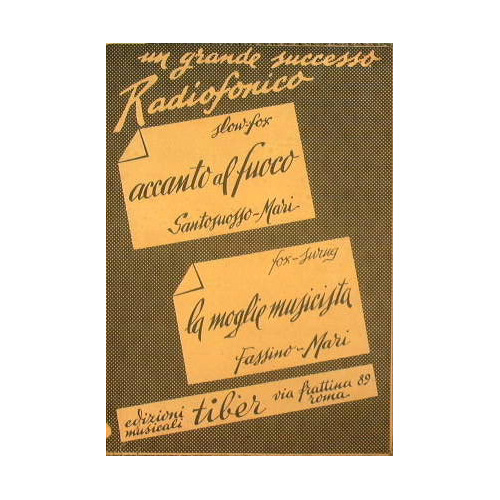 un grande successo
Radiofonico
slow-fox
accanto al fuoco
Santosuosso-Mari
fox-swing
la moglie musicista
Fassino-Mari
edizioni
musicali
tiber
via frattina 89
roma